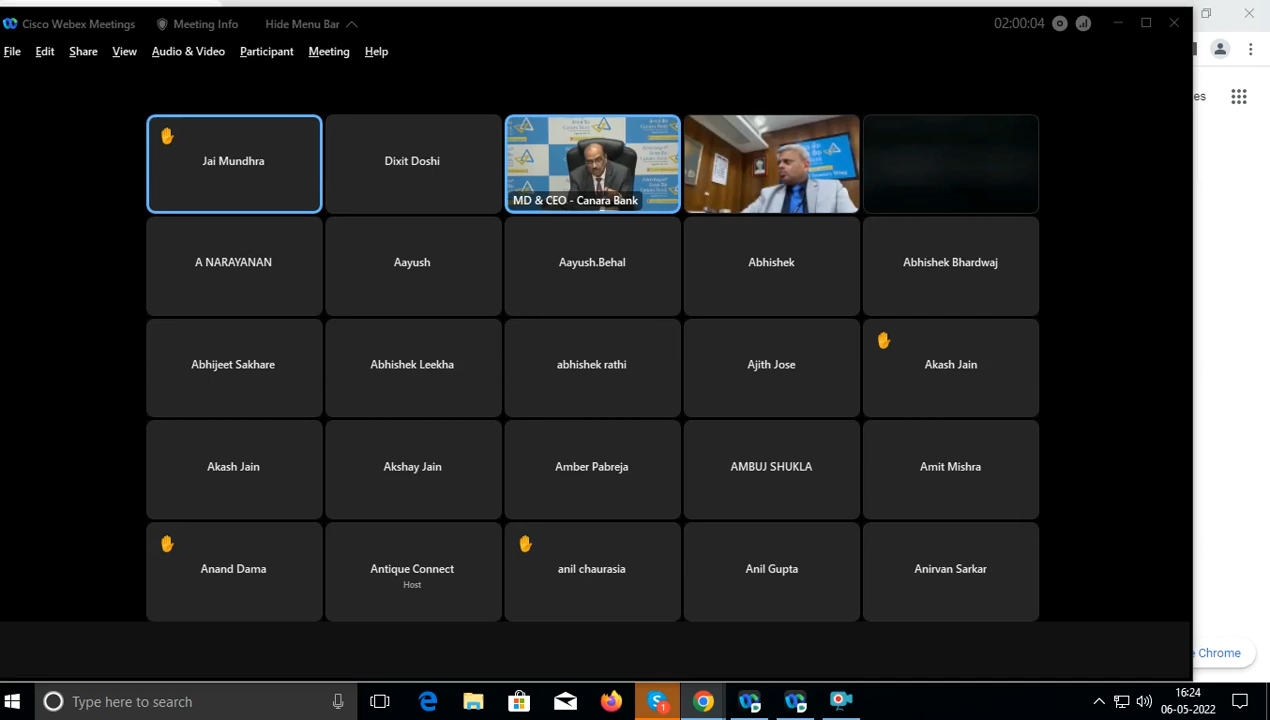 Cisco Webex Meetings
Meeting Info
Hide Menu Bar
02:00:04
File Edit Share View Audio & Video Participant Meeting Help
es
Jai Mundhra
Dixit Doshi
Canara Bank
MD & CEO - Canara Bank
A NARAYANAN
Aayush
Aayush.Behal
Abhishek
Abhishek Bhardwaj
Abhijeet Sakhare
Abhishek Leekha
abhishek rathi
Ajith Jose
Akash Jain
Akash Jain
Akshay Jain
Amber Pabreja
AMBUJ SHUKLA
Amit Mishra
Anand Dama
Antique Connect
Host
anil chaurasia
Anil Gupta
Anirvan Sarkar
e Chrome
Type here to search
1
16:24
06-05-2022